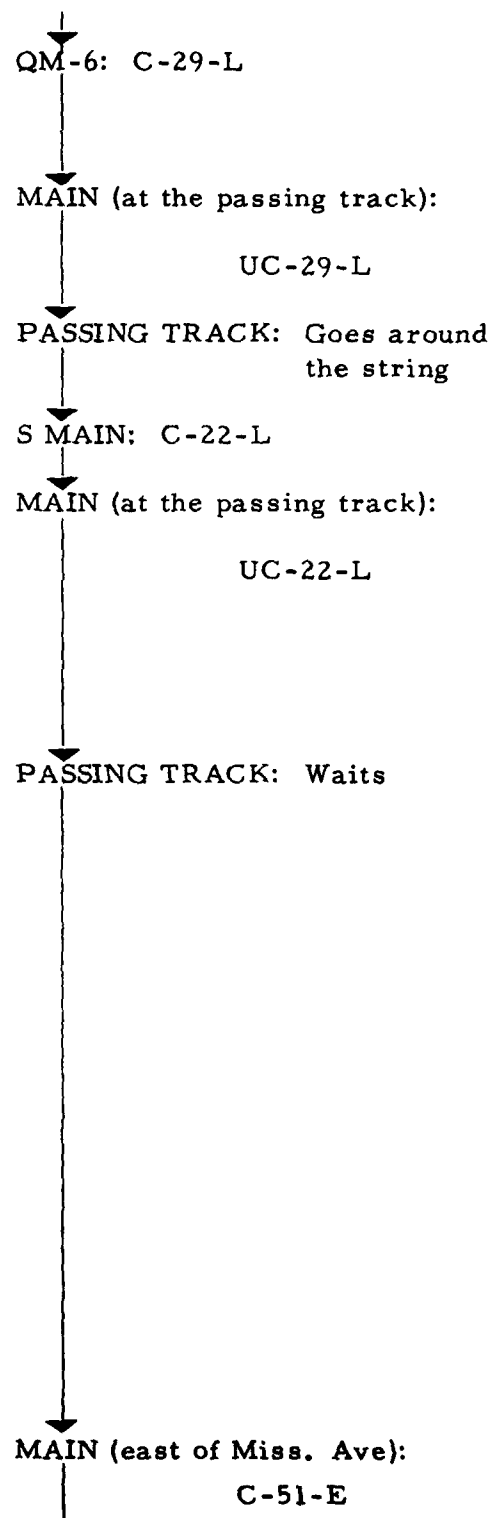 QM-6: C-29-L
MAIN (at the passing track):
UC-29-L
PASSING TRACK: Goes around
the string
S MAIN: C-22-L
MAIN (at the passing track):
UC-22-L
PASSING TRACK: Waits
MAIN (east of Miss. Ave):
C-51-E